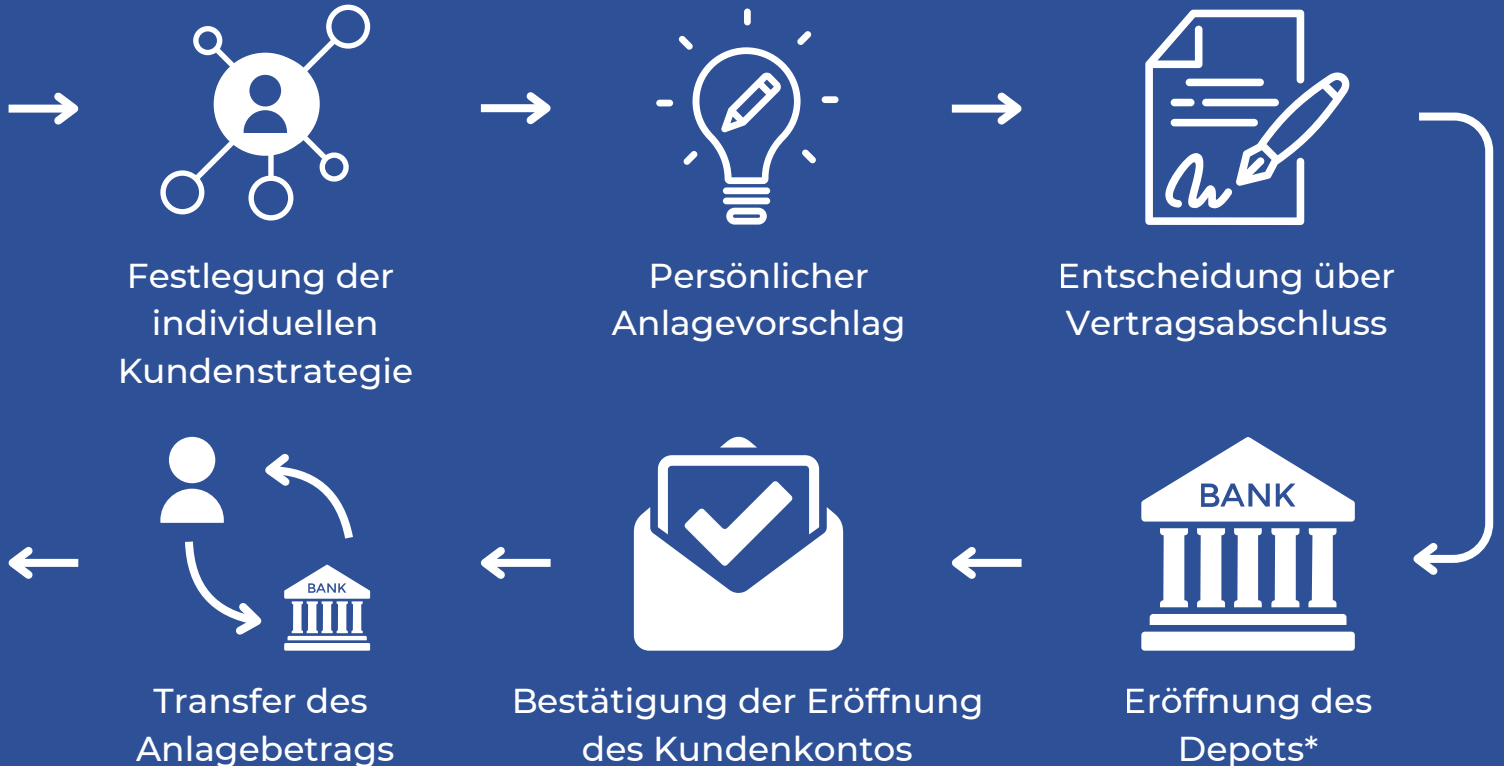 Festlegung der
individuellen
Kundenstrategie
Persönlicher
Anlagevorschlag
Entscheidung über
Vertragsabschluss
BANK
Eröffnung des
Depots*
Bestätigung der Eröffnung
des Kundenkontos
BANK
Transfer des
Anlagebetrags